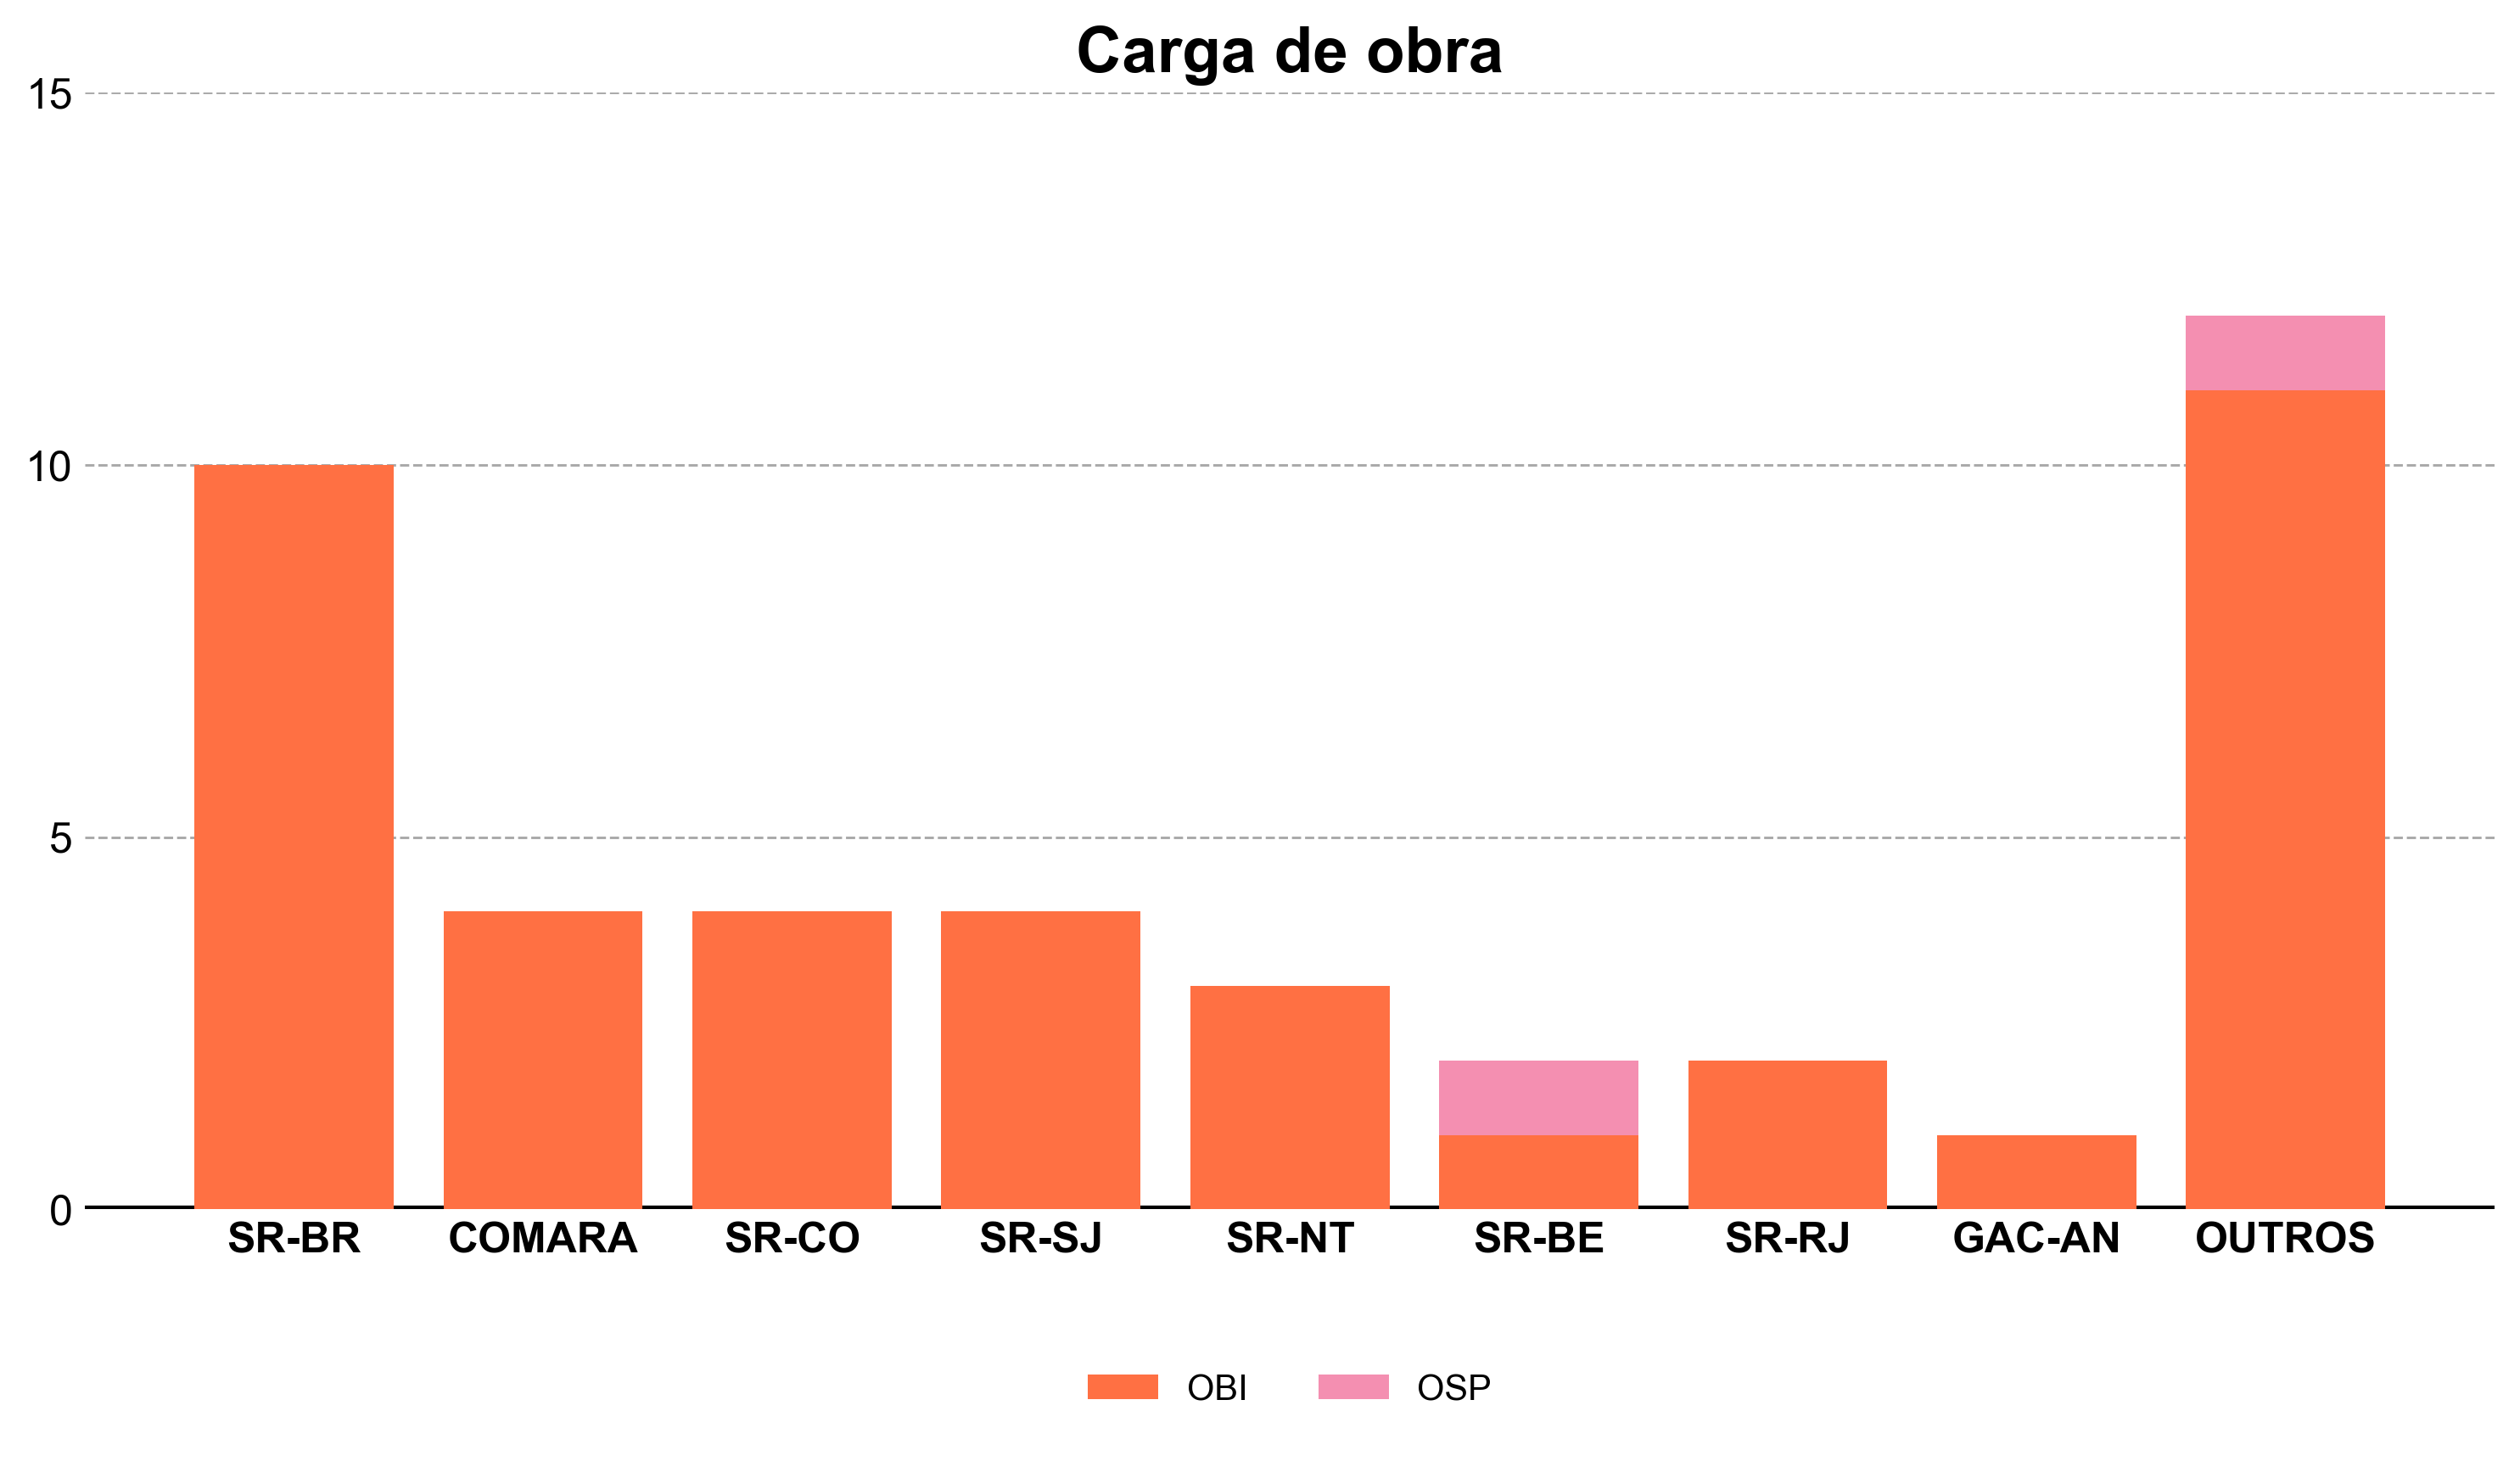 Carga de obra
15
10
5
0
SR-BR COMARA SR-CO SR-SJ SR-NT SR-BE SR-RJ GAC-AN OUTROS
OBI OSP